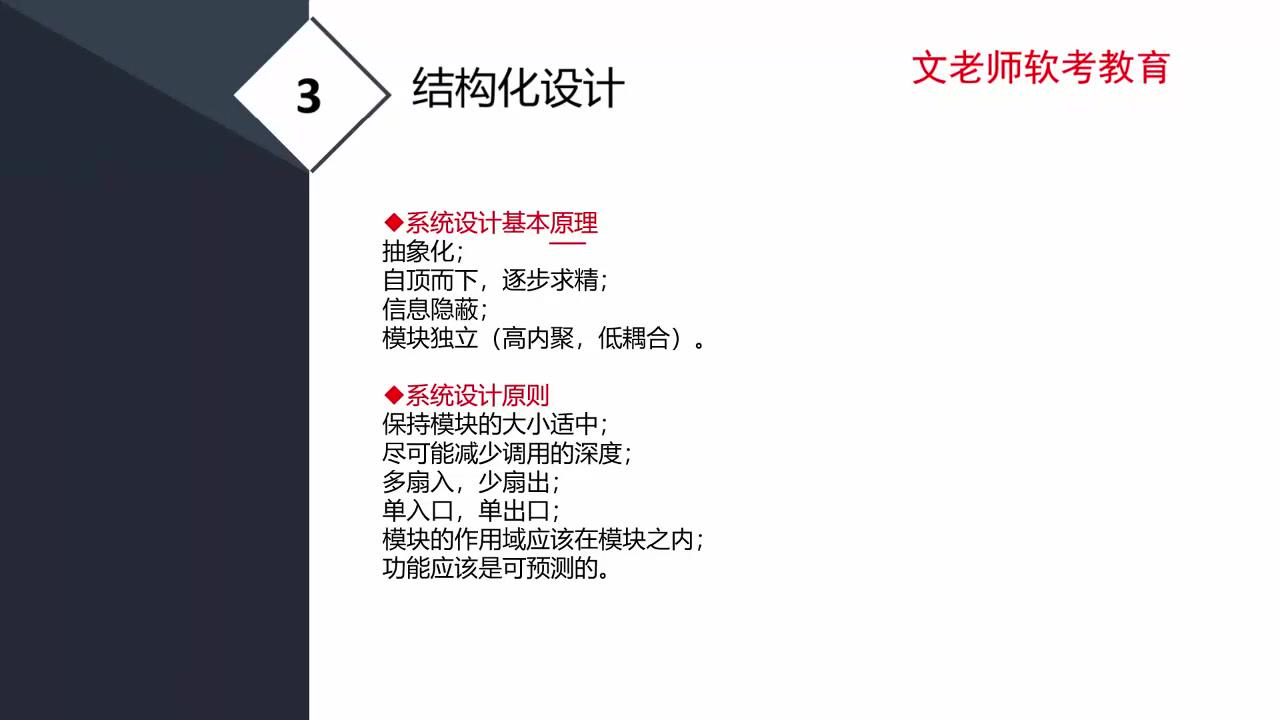 3
结构化设计
文老师软考教育
◆系统设计基本原理
抽象化；
自顶而下，逐步求精；
信息隐蔽；
模块独立（高内聚，低耦合）。
◆系统设计原则
保持模块的大小适中；
尽可能减少调用的深度；
多扇入，少扇出；
单入口，单出口；
模块的作用域应该在模块之内；
功能应该是可预测的。